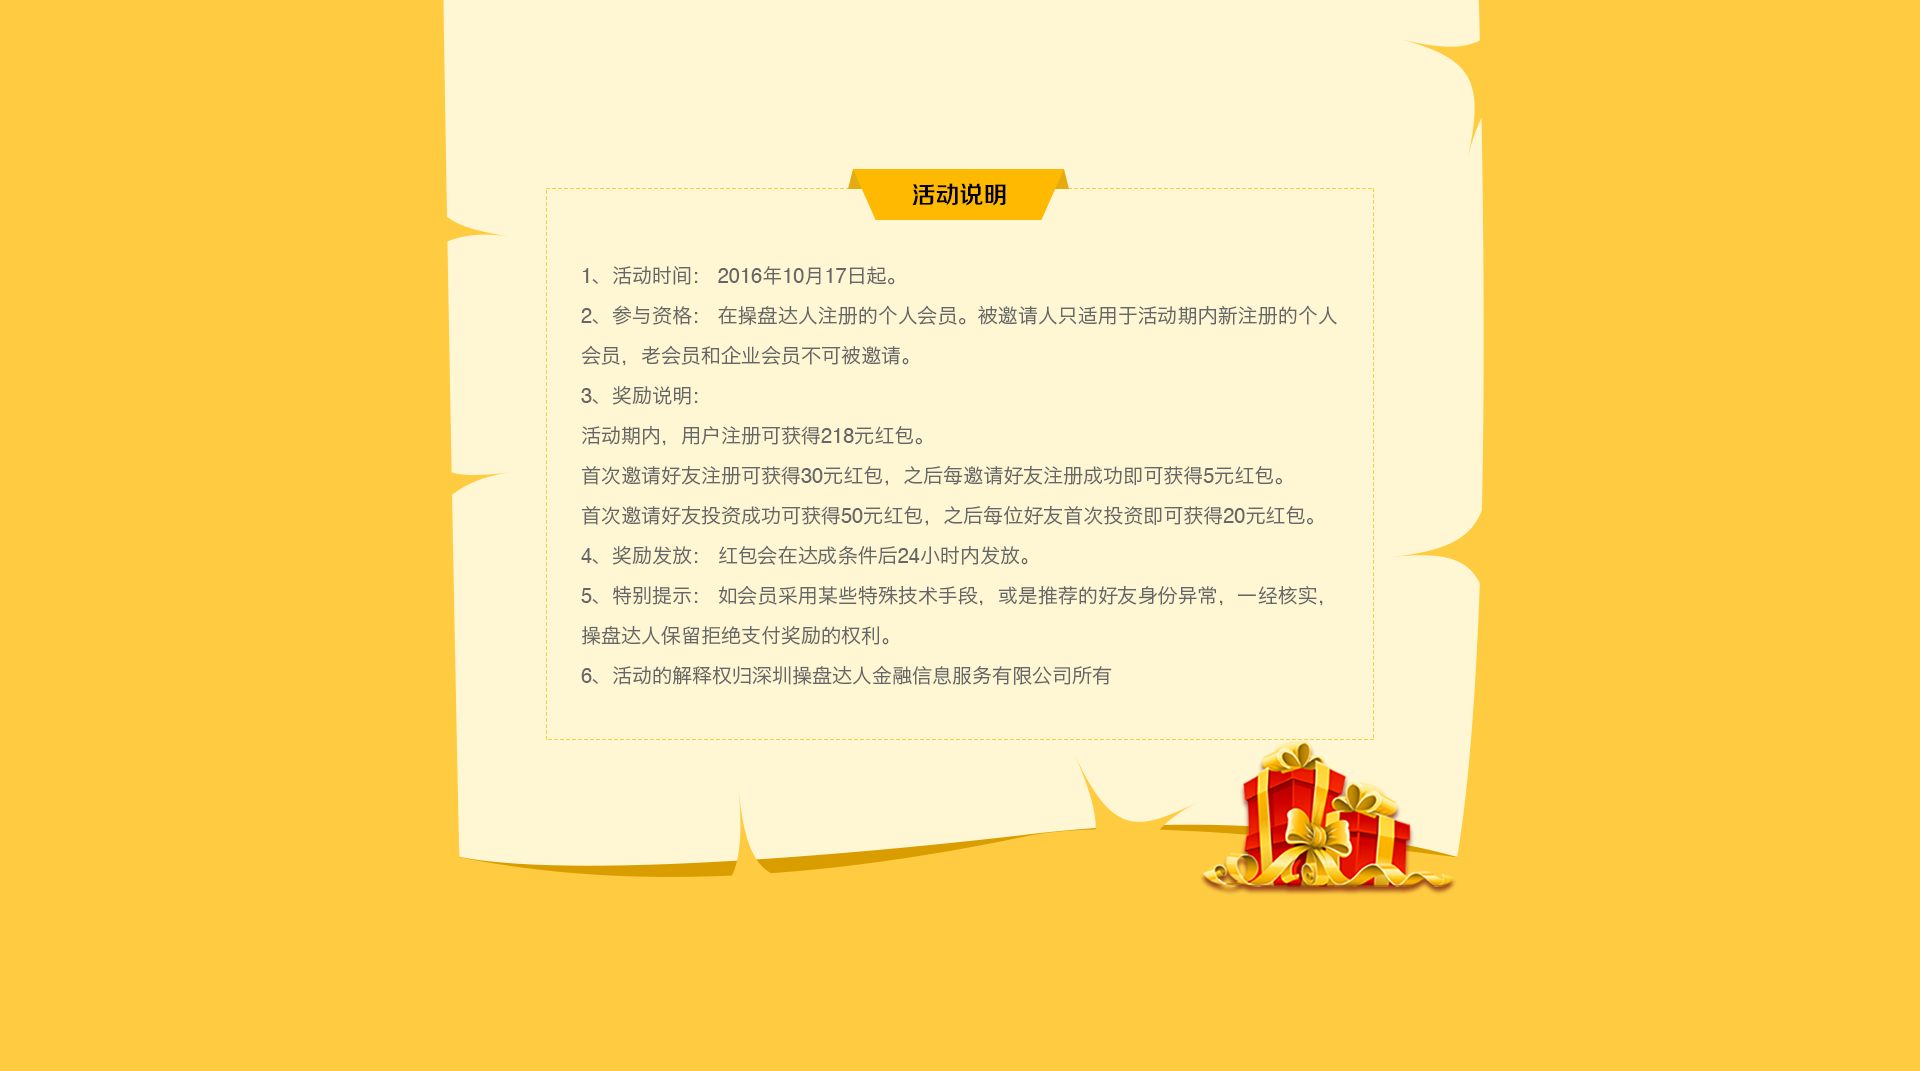 活动说明
1、活动时间： 2016年10月17日起。
2、参与资格： 在操盘达人注册的个人会员。被邀请人只适用于活动期内新注册的个人
会员，老会员和企业会员不可被邀请。
3、奖励说明：
活动期内，用户注册可获得218元红包。
首次邀请好友注册可获得30元红包，之后每邀请好友注册成功即可获得5元红包。
首次邀请好友投资成功可获得50元红包，之后每位好友首次投资即可获得20元红包。
4、奖励发放： 红包会在达成条件后24小时内发放。
5、特别提示： 如会员采用某些特殊技术手段，或是推荐的好友身份异常，一经核实，
操盘达人保留拒绝支付奖励的权利。
6、活动的解释权归深圳操盘达人金融信息服务有限公司所有